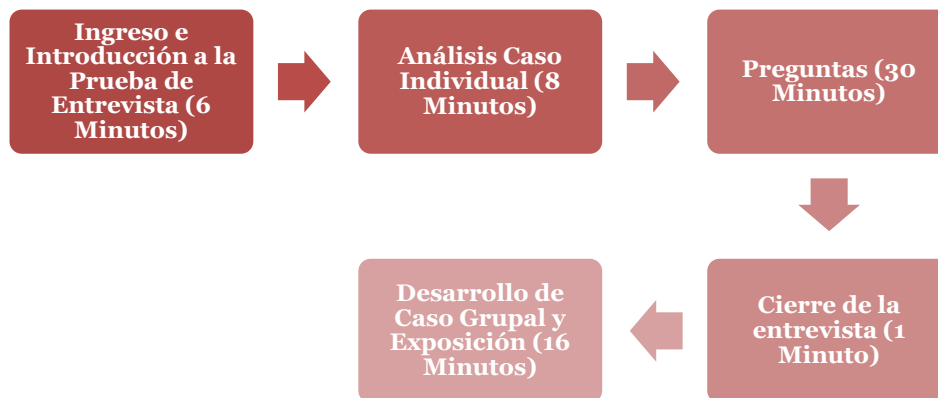 Ingreso e
Introducción a la
Prueba de
Entrevista (6
Minutos)
Análisis Caso
Individual (8
Minutos)
Preguntas (30
Minutos)
Cierre de la
entrevista (1
Minuto)
Desarrollo de
Caso Grupal y
Exposición (16
Minutos)